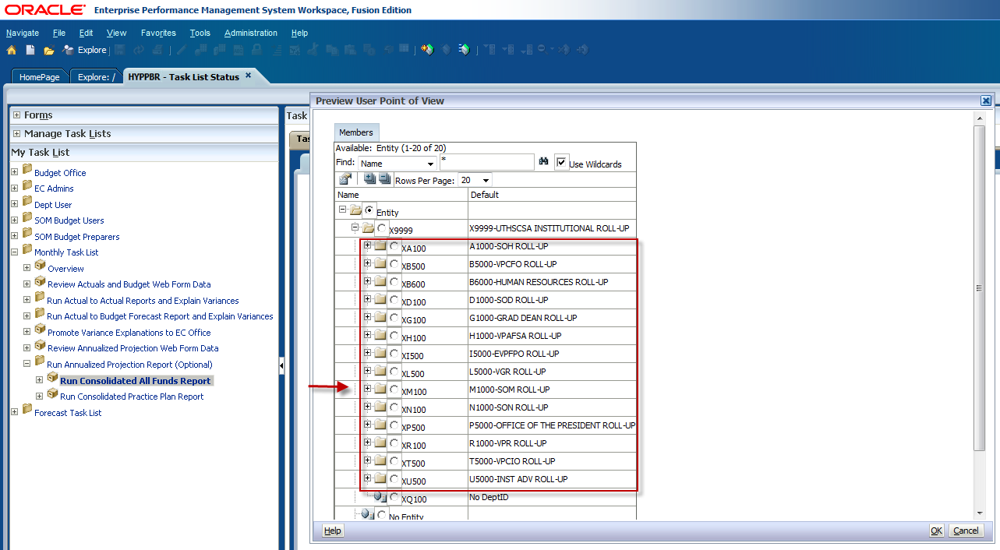 ORACLE® Enterprise Performance Management System Workspace, Fusion Edition
Navigate File Edit View Favorites Tools Administration Help
Explore
HomePage Explore: / HYPPBR - Task List Status
Forms
Manage Task Lists
My Task List
Budget Office
EC Admins
Dept User
SOM Budget Users
SOM Budget Preparers
Monthly Task List
Overview
Review Actuals and Budget Web Form Data
Run Actual to Actual Reports and Explain Variances
Run Actual to Budget Forecast Report and Explain Variances
Promote Variance Explanations to EC Office
Review Annualized Projection Web Form Data
Run Annualized Projection Report (Optional)
Run Consolidated All Funds Report
Run Consolidated Practice Plan Report
Forecast Task List
Task
Tas
Preview User Point of View
Members
Available: Entity (1-20 of 20)
Find: Name * Use Wildcards
Rows Per Page: 20
Name Default
Entity
X9999 X9999-UTHSCSA INSTITUTIONAL ROLL-UP
XA100 A1000-SOH ROLL-UP
XB500 B5000-VPCFO ROLL-UP
XB600 B6000-HUMAN RESOURCES ROLL-UP
XD100 D1000-SOD ROLL-UP
XG100 G1000-GRAD DEAN ROLL-UP
XH100 H1000-VPAFSA ROLL-UP
XI500 I5000-EVPFPO ROLL-UP
XL500 L5000-VGR ROLL-UP
XM100 M1000-SOM ROLL-UP
XN100 N1000-SON ROLL-UP
XP500 P5000-OFFICE OF THE PRESIDENT ROLL-UP
XR100 R1000-VPR ROLL-UP
XT500 T5000-VPCIO ROLL-UP
XU500 U5000-INST ADV ROLL-UP
XQ100 No DeptID
No Entity
Help OK Cancel